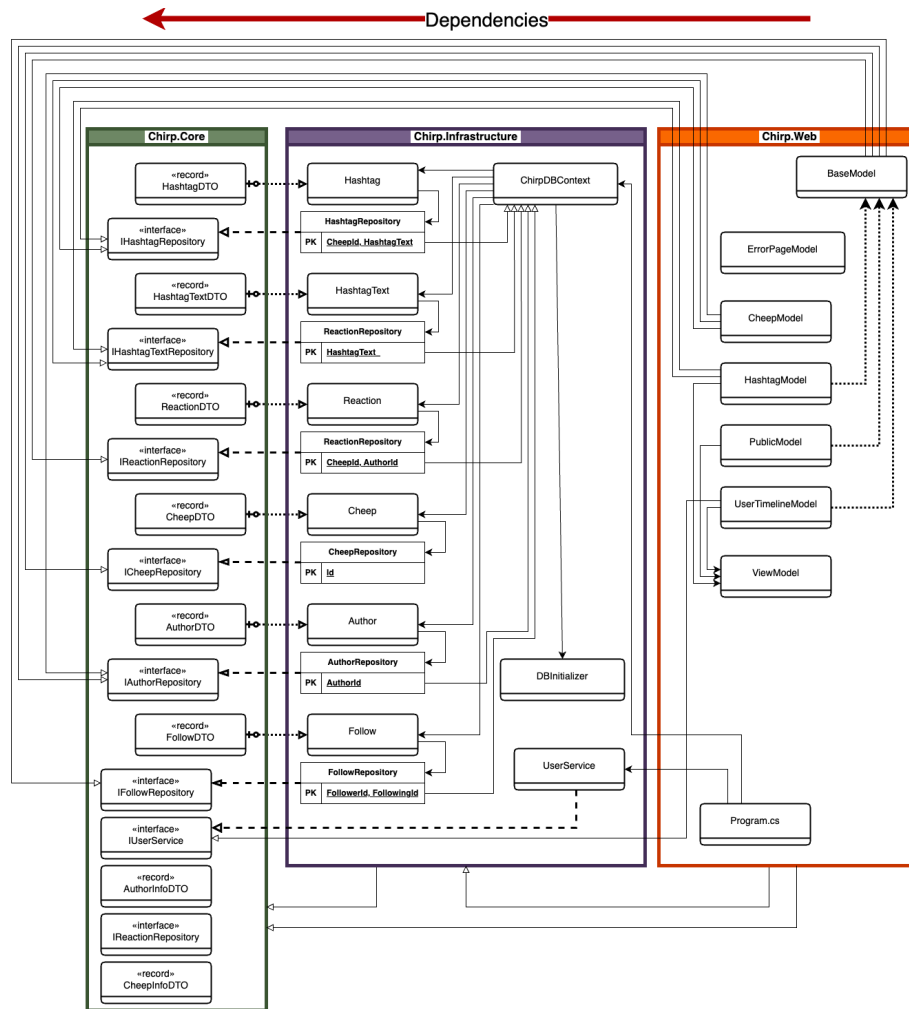 Dependencies
Chirp.Core
«record»
HashtagDTO
«interface»
IHashtagRepository
«record»
HashtagTextDTO
«interface»
IHashtagTextRepository
«record»
ReactionDTO
«interface»
IReactionRepository
«record»
CheepDTO
«interface»
ICheepRepository
«record»
AuthorDTO
«interface»
IAuthorRepository
«record»
FollowDTO
«interface»
IFollowRepository
«interface»
IUserService
«record»
AuthorInfoDTO
«interface»
IReactionRepository
«record»
CheepInfoDTO
Chirp.Infrastructure
Hashtag
ChirpDBContext
HashtagRepository
PK CheepId, HashtagText
HashtagText
ReactionRepository
PK HashtagText
Reaction
ReactionRepository
PK CheepId, AuthorId
Cheep
CheepRepository
PK Id
Author
AuthorRepository
PK AuthorId
DBInitializer
Follow
FollowRepository
PK FollowerId, FollowingId
UserService
Chirp.Web
BaseModel
ErrorPageModel
CheepModel
HashtagModel
PublicModel
UserTimelineModel
ViewModel
Program.cs